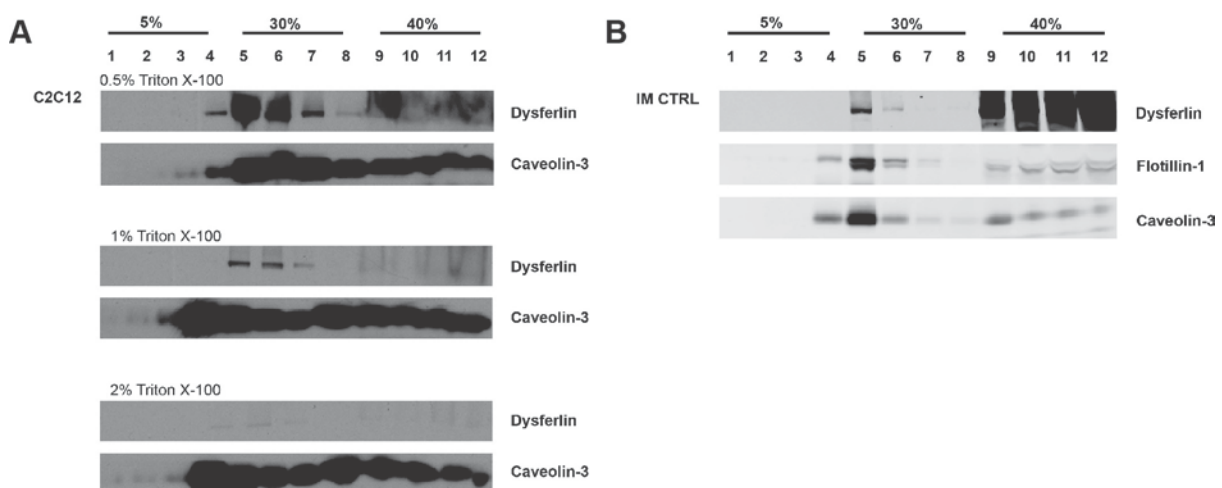 A
5% 30% 40%
1 2 3 4 5 6 7 8 9 10 11 12
0.5% Triton X-100
C2C12
Dysferlin
Caveolin-3
1% Triton X-100
Dysferlin
Caveolin-3
2% Triton X-100
Dysferlin
Caveolin-3
B
5% 30% 40%
1 2 3 4 5 6 7 8 9 10 11 12
IM CTRL
Dysferlin
Flotillin-1
Caveolin-3